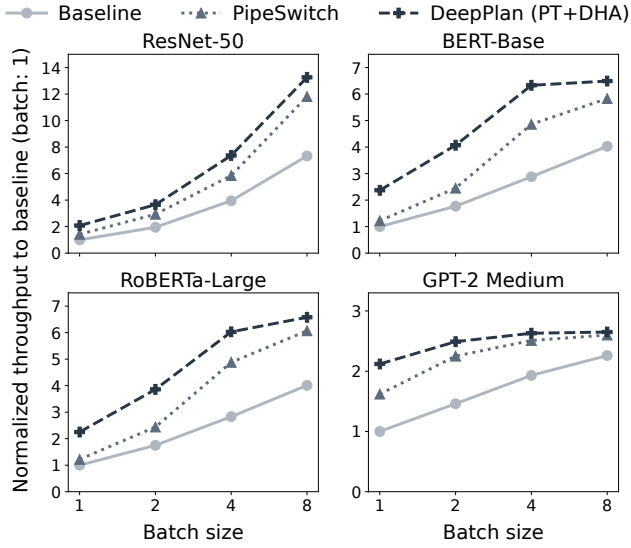 Baseline PipeSwitch DeepPlan (PT+DHA)
Normalized throughput to baseline (batch: 1)
ResNet-50
14
12
10
8
6
4
2
0
BERT-Base
7
6
5
4
3
2
1
0
RoBERTa-Large
7
6
5
4
3
2
1
0
1 2 4 8
Batch size
GPT-2 Medium
3
2
1
0
1 2 4 8
Batch size